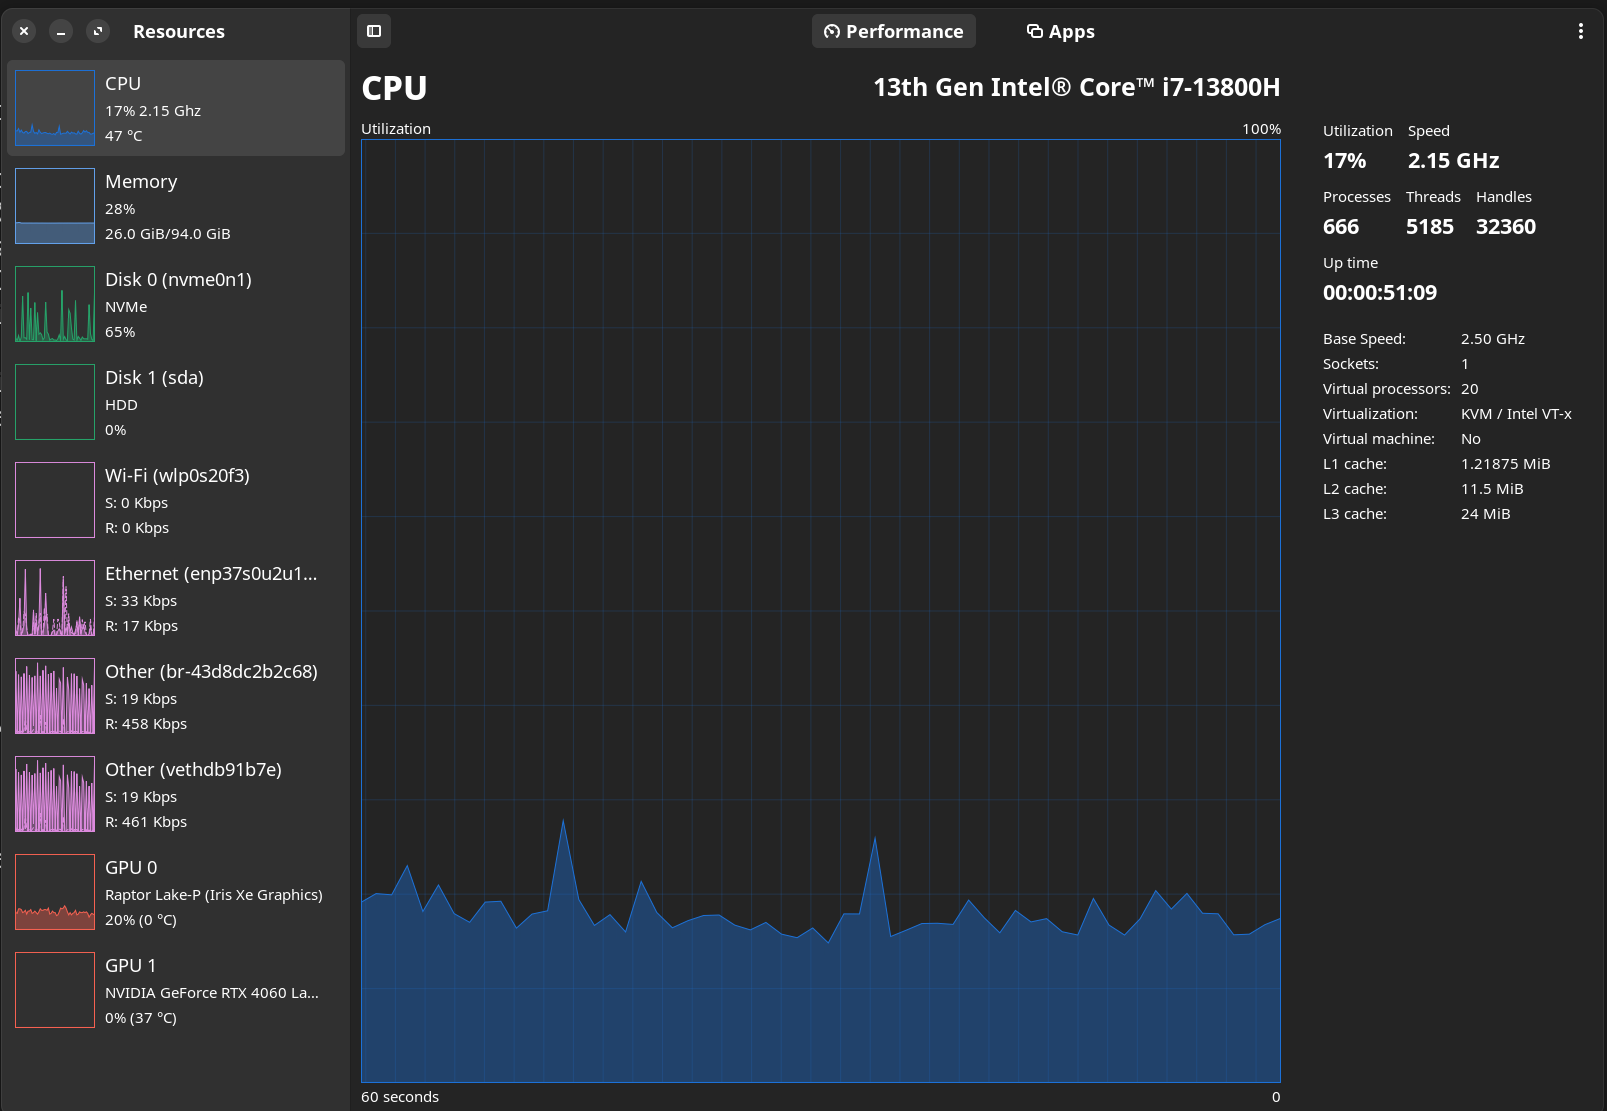 Resources
Performance
Apps
CPU
17% 2.15 Ghz
47 °C
Memory
28%
26.0 GiB/94.0 GiB
Disk 0 (nvme0n1)
NVMe
65%
Disk 1 (sda)
HDD
0%
Wi-Fi (wlp0s20f3)
S: 0 Kbps
R: 0 Kbps
Ethernet (enp37s0u2u1...
S: 33 Kbps
R: 17 Kbps
Other (br-43d8dc2b2c68)
S: 19 Kbps
R: 458 Kbps
Other (vethdb91b7e)
S: 19 Kbps
R: 461 Kbps
GPU 0
Raptor Lake-P (Iris Xe Graphics)
20% (0 °C)
GPU 1
NVIDIA GeForce RTX 4060 La...
0% (37 °C)
CPU
13th Gen Intel® Core™ i7-13800H
Utilization
100%
60 seconds
0
Utilization Speed
17% 2.15 GHz
Processes Threads Handles
666 5185 32360
Up time
00:00:51:09
Base Speed: 2.50 GHz
Sockets: 1
Virtual processors: 20
Virtualization: KVM / Intel VT-x
Virtual machine: No
L1 cache: 1.21875 MiB
L2 cache: 11.5 MiB
L3 cache: 24 MiB